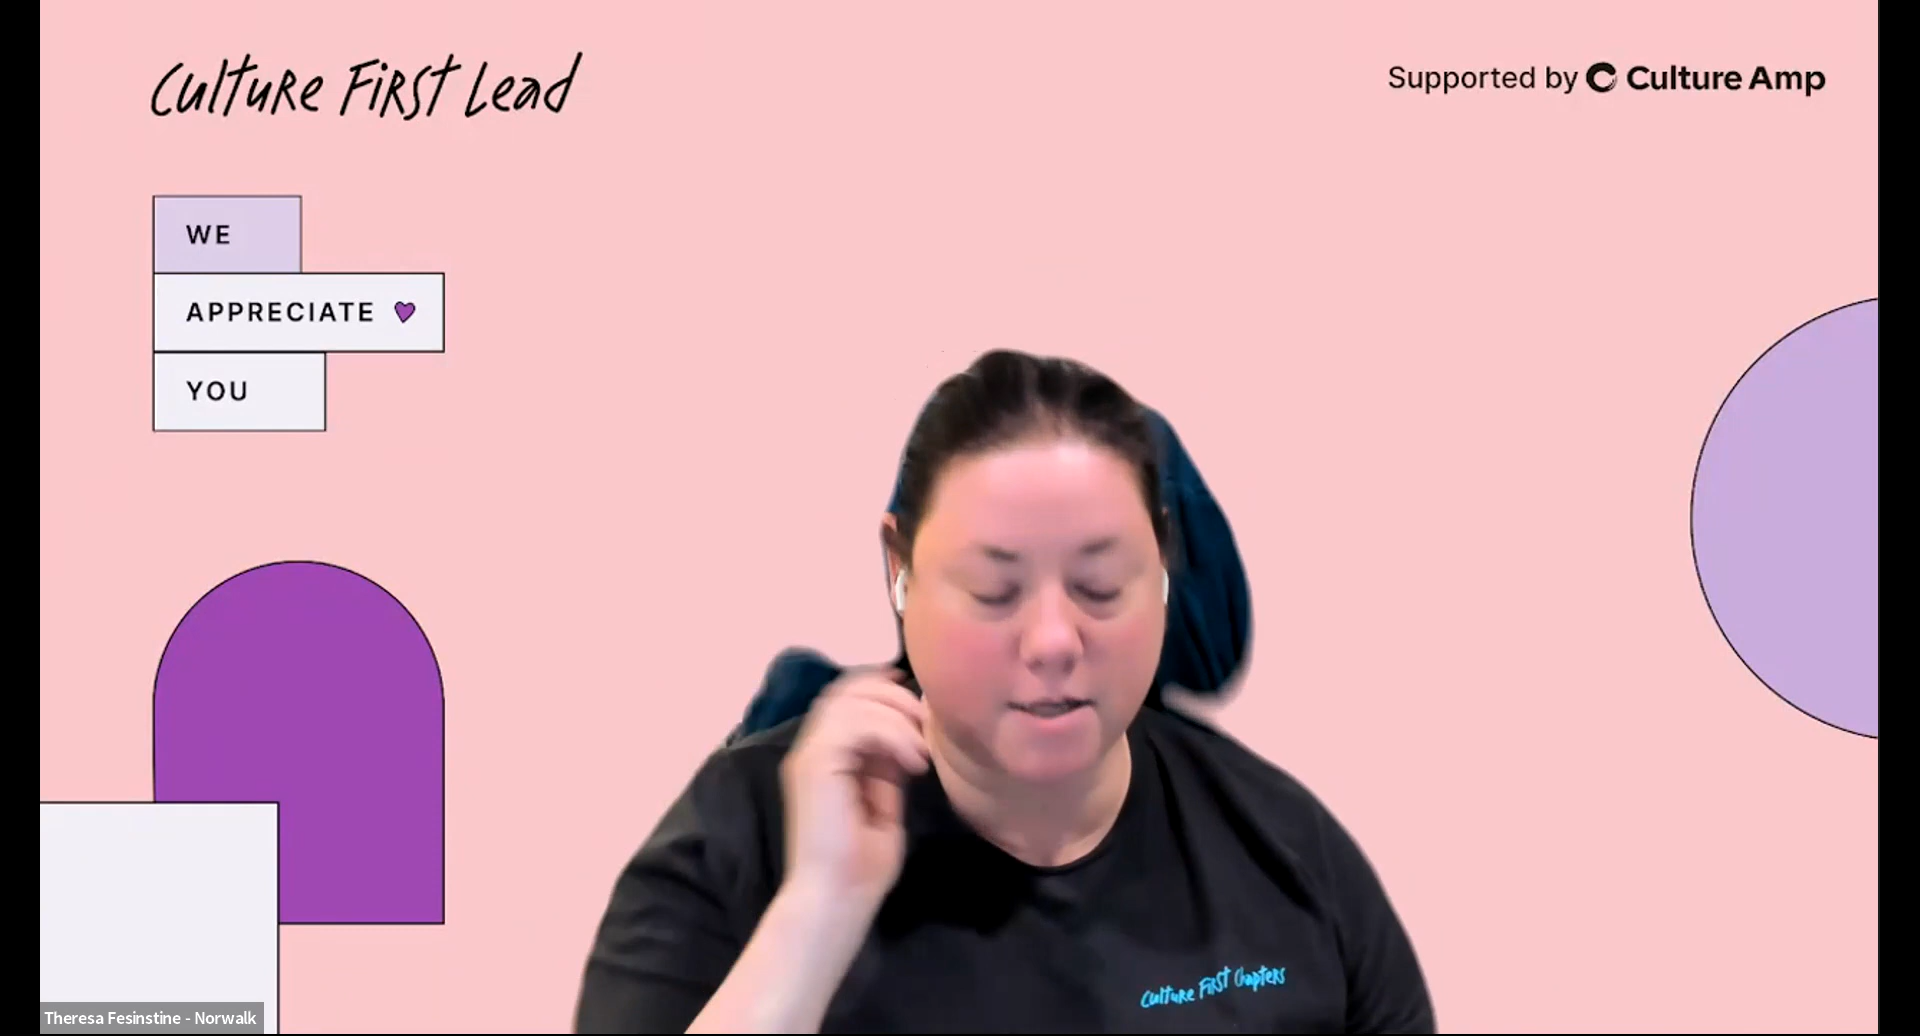 Culture First Lead
Supported by Culture Amp
WE
APPRECIATE
YOU
Culture First Chapters
Theresa Fesinstine - Norwalk